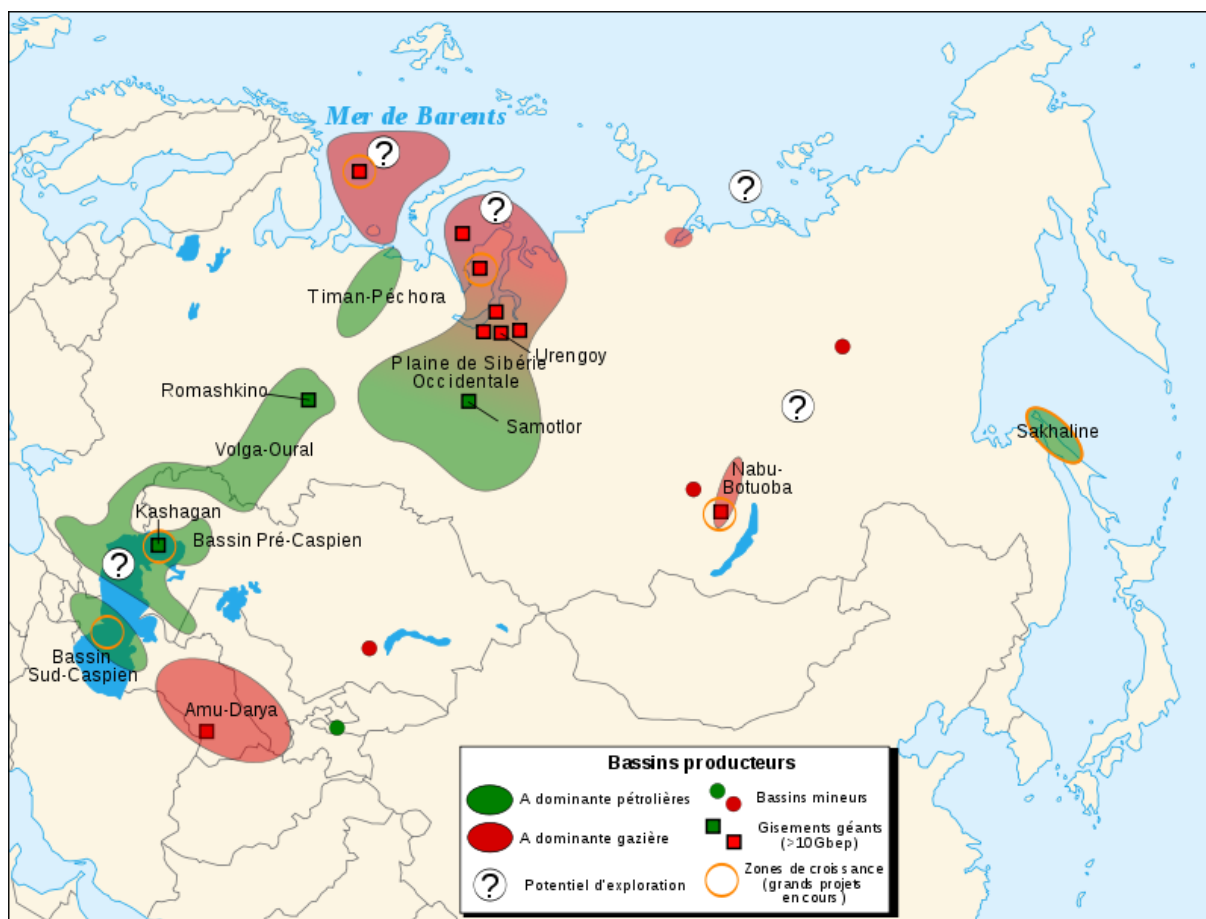 Mer de Barents
?
?
?
Timan-Péchora
Urengoy
Plaine de Sibérie
Occidentale
Romashkino
Samotlor
?
Volga-Oural
Sakhaline
Nabu-
Botuoba
Kashagan
Bassin Pré-Caspien
?
Bassin
Sud-Caspien
Amu-Darya
Bassins producteurs
A dominante pétrolières
Bassins mineurs
A dominante gazière
Gisements géants
(>10Gbep)
? Potentiel d'exploration
Zones de croissance
(grands projets
en cours)